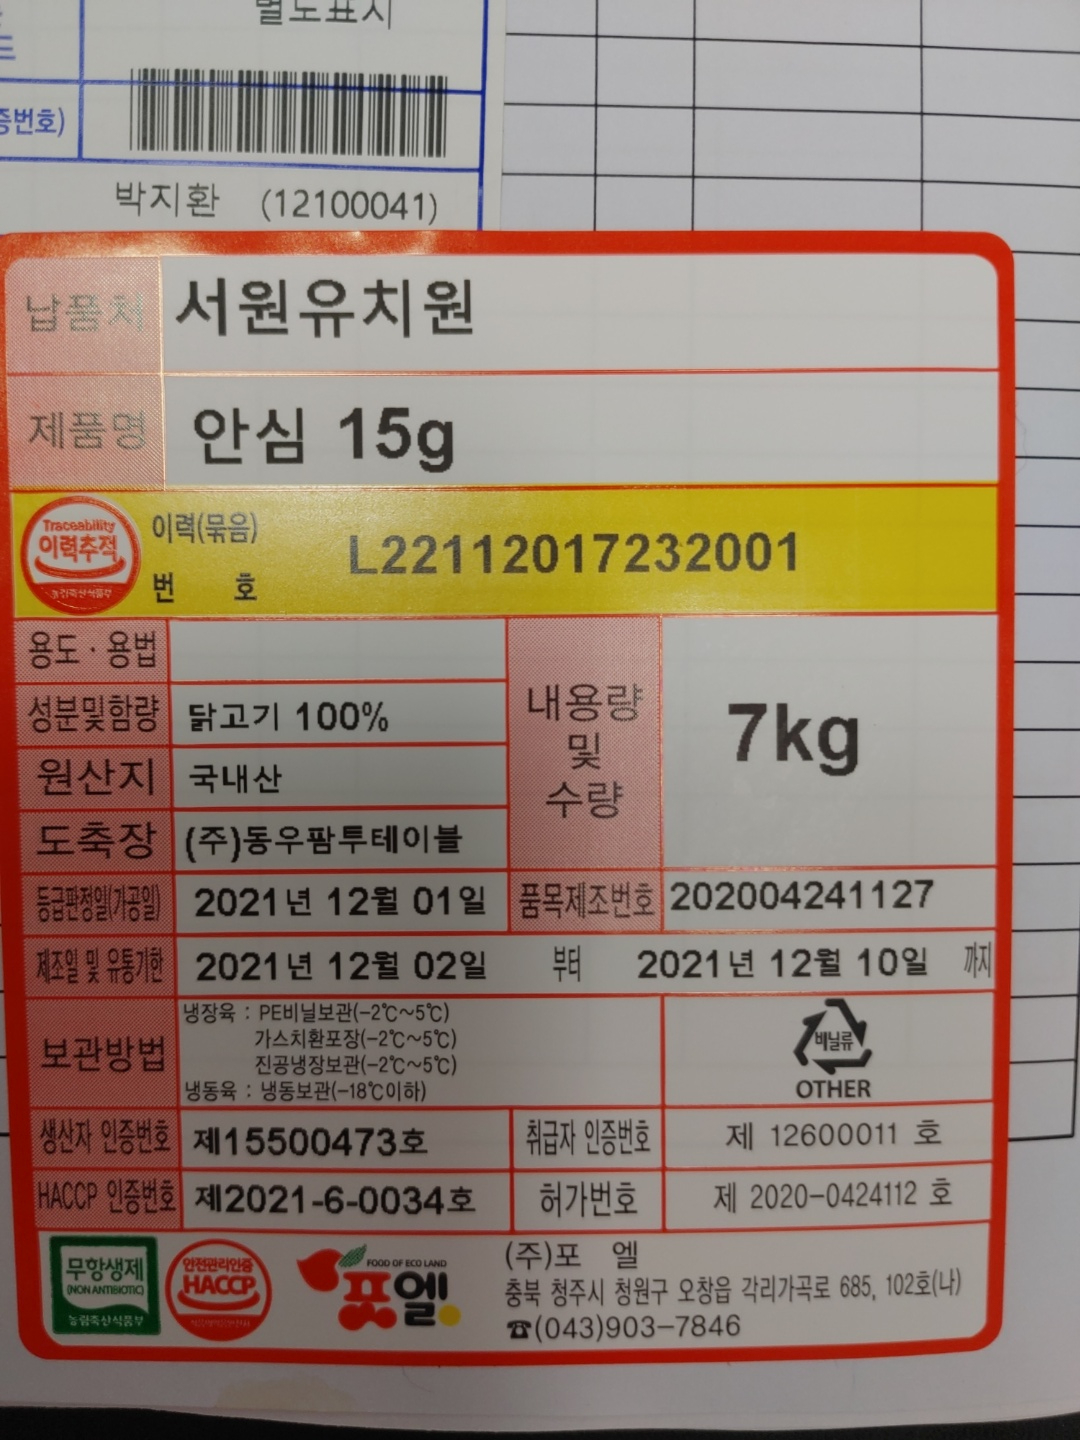 별도표시
증번호)
박지환 (12100041)
납품처 서원유치원
제품명 안심 15g
Traceability
이력추적
농림축산식품부
이력(묶음)
번 호
L22112017232001
용도·용법
성분및함량 닭고기 100%
내용량
및
수량
7kg
원산지 국내산
도축장 (주)동우팜투테이블
등급판정일(가공일) 2021년 12월 01일 품목제조번호 202004241127
제조일 및 유통기한 2021년 12월 02일 부터 2021년 12월 10일 까지
보관방법
냉장육 : PE비닐보관(-2℃~5℃)
가스치환포장(-2℃~5℃)
진공냉장보관(-2℃~5℃)
냉동육 : 냉동보관(-18℃이하)
비닐류
OTHER
생산자 인증번호 제15500473호 취급자 인증번호 제 12600011 호
HACCP 인증번호 제2021-6-0034호 허가번호 제 2020-0424112 호
무항생제
(NON ANTIBIOTIC)
농림축산식품부
안전관리인증
HACCP
FOOD OF ECO LAND
포엘
(주)포 엘
충북 청주시 청원구 오창읍 각리가곡로 685, 102호(나)
☎(043)903-7846